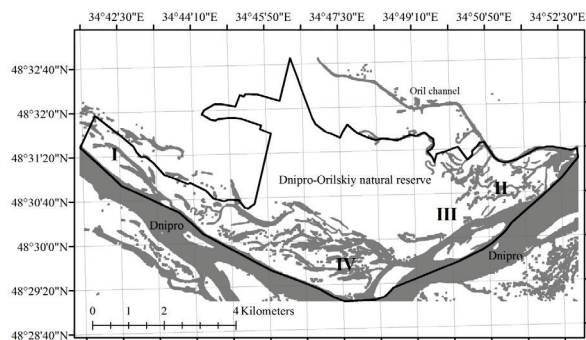 34°42'30"E 34°44'10"E 34°45'50"E 34°47'30"E 34°49'10"E 34°50'50"E 34°52'30"E
48°32'40"N
48°32'0"N
48°31'20"N
48°30'40"N
48°30'0"N
48°29'20"N
48°28'40"N
Oril channel
I
Dnipro-Orilskiy natural reserve
II
III
Dnipro
Dnipro
IV
0 1 2 4 Kilometers